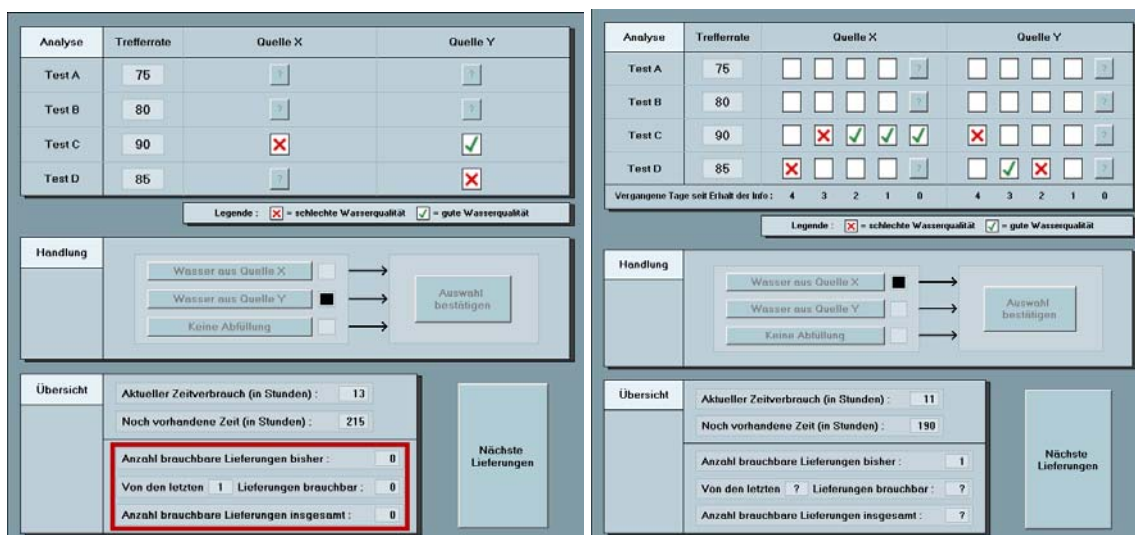 Analyse Trefferrate Quelle X Quelle Y
Test A 75 ? ?
Test B 80 ? ?
Test C 90
Test D 85 ?
Legende : = schlechte Wasserqualität = gute Wasserqualität
Handlung
Wasser aus Quelle X
Wasser aus Quelle Y
Keine Abfüllung
Auswahl
bestätigen
Übersicht
Aktueller Zeitverbrauch (in Stunden) : 13
Noch vorhandene Zeit (in Stunden) : 215
Anzahl brauchbare Lieferungen bisher : 0
Von den letzten 1 Lieferungen brauchbar : 0
Anzahl brauchbare Lieferungen insgesamt : 0
Nächste
Lieferungen
Analyse Trefferrate Quelle X Quelle Y
Test A 75 ? ?
Test B 80 ? ?
Test C 90 ?
Test D 85 ? ?
Vergangene Tage seit Erhalt der Info : 4 3 2 1 0 4 3 2 1 0
Legende : = schlechte Wasserqualität = gute Wasserqualität
Handlung
Wasser aus Quelle X
Wasser aus Quelle Y
Keine Abfüllung
Auswahl
bestätigen
Übersicht
Aktueller Zeitverbrauch (in Stunden) : 11
Noch vorhandene Zeit (in Stunden) : 190
Anzahl brauchbare Lieferungen bisher : 1
Von den letzten ? Lieferungen brauchbar : ?
Anzahl brauchbare Lieferungen insgesamt : ?
Nächste
Lieferungen